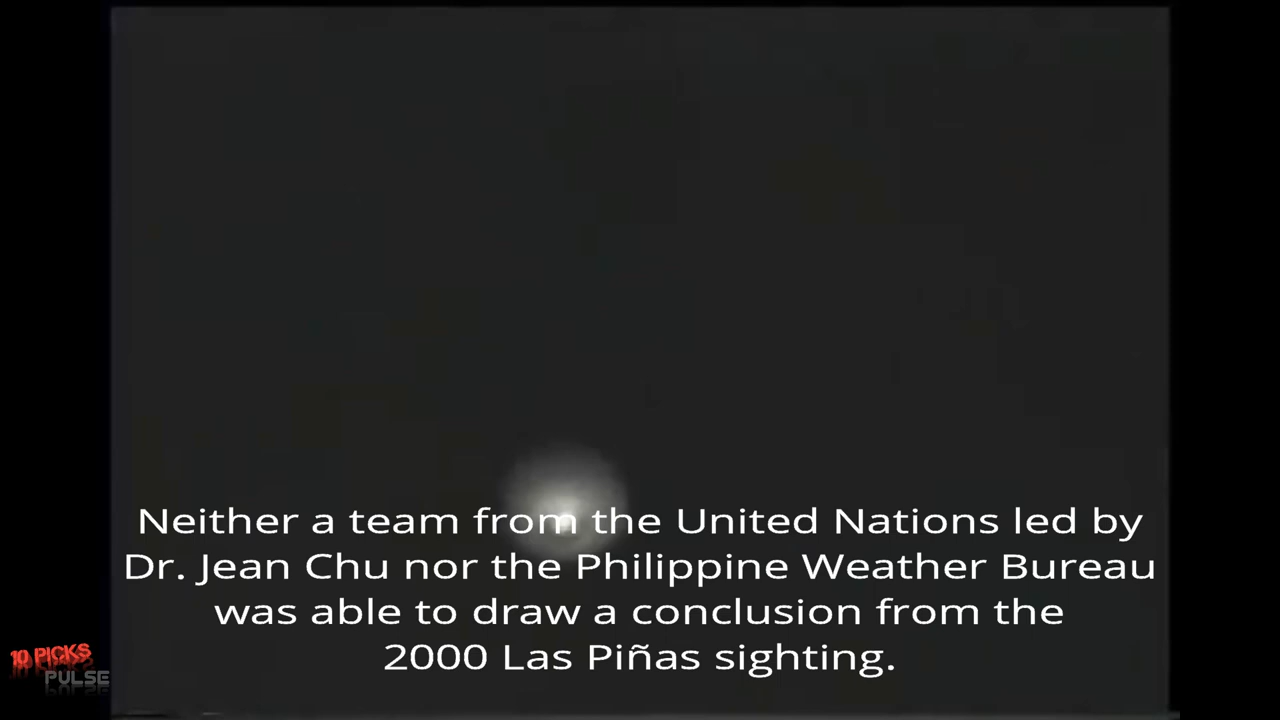 Neither a team from the United Nations led by
Dr. Jean Chu nor the Philippine Weather Bureau
was able to draw a conclusion from the
2000 Las Piñas sighting.
10 PICKS
PULSE